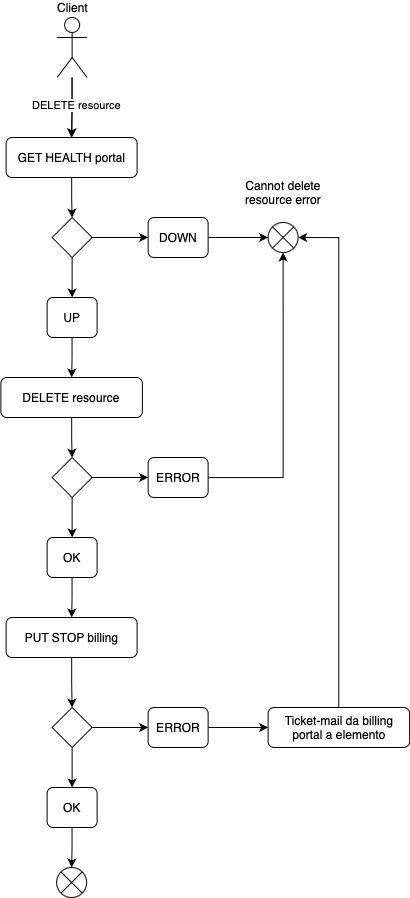 Client
DELETE resource
GET HEALTH portal
Cannot delete
resource error
DOWN
UP
DELETE resource
ERROR
OK
PUT STOP billing
ERROR
Ticket-mail da billing
portal a elemento
OK